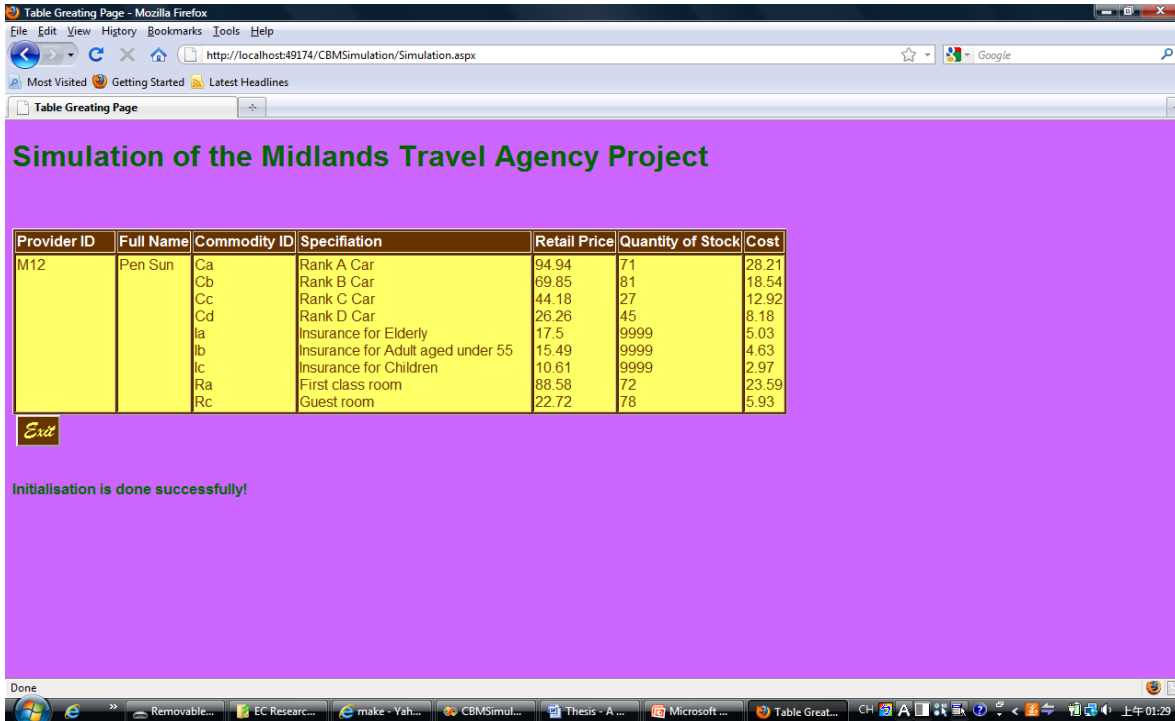 Table Greating Page - Mozilla Firefox
File Edit View History Bookmarks Tools Help
http://localhost:49174/CBMSimulation/Simulation.aspx
Google
Most Visited Getting Started Latest Headlines
Table Greating Page
Simulation of the Midlands Travel Agency Project
Provider ID Full Name Commodity ID Specifiation Retail Price Quantity of Stock Cost
M12 Pen Sun Ca Rank A Car 94.94 71 28.21
Cb Rank B Car 69.85 81 18.54
Cc Rank C Car 44.18 27 12.92
Cd Rank D Car 26.26 45 8.18
Ia Insurance for Elderly 17.5 9999 5.03
Ib Insurance for Adult aged under 55 15.49 9999 4.63
Ic Insurance for Children 10.61 9999 2.97
Ra First class room 88.58 72 23.59
Rc Guest room 22.72 78 5.93
Exit
Initialisation is done successfully!
Done
Removable... EC Researc... make - Yah... CBMSimul... Thesis - A ... Microsoft ... Table Great... CH A 上午 01:29